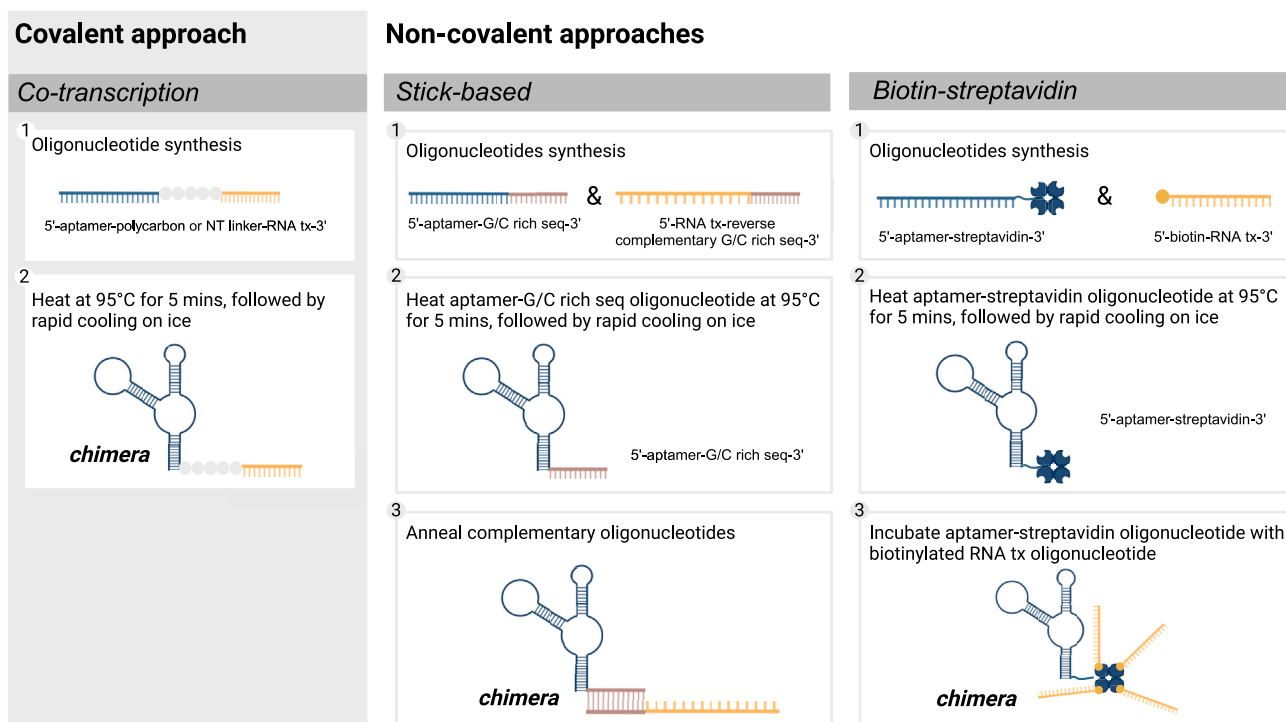 Covalent approach
Co-transcription
1
Oligonucleotide synthesis
5'-aptamer-polycarbon or NT linker-RNA tx-3'
2
Heat at 95°C for 5 mins, followed by
rapid cooling on ice
chimera
Non-covalent approaches
Stick-based
1
Oligonucleotides synthesis
&
5'-aptamer-G/C rich seq-3'
5'-RNA tx-reverse
complementary G/C rich seq-3'
2
Heat aptamer-G/C rich seq oligonucleotide at 95°C
for 5 mins, followed by rapid cooling on ice
5'-aptamer-G/C rich seq-3'
3
Anneal complementary oligonucleotides
chimera
Biotin-streptavidin
1
Oligonucleotides synthesis
&
5'-aptamer-streptavidin-3'
5'-biotin-RNA tx-3'
2
Heat aptamer-streptavidin oligonucleotide at 95°C
for 5 mins, followed by rapid cooling on ice
5'-aptamer-streptavidin-3'
3
Incubate aptamer-streptavidin oligonucleotide with
biotinylated RNA tx oligonucleotide
chimera